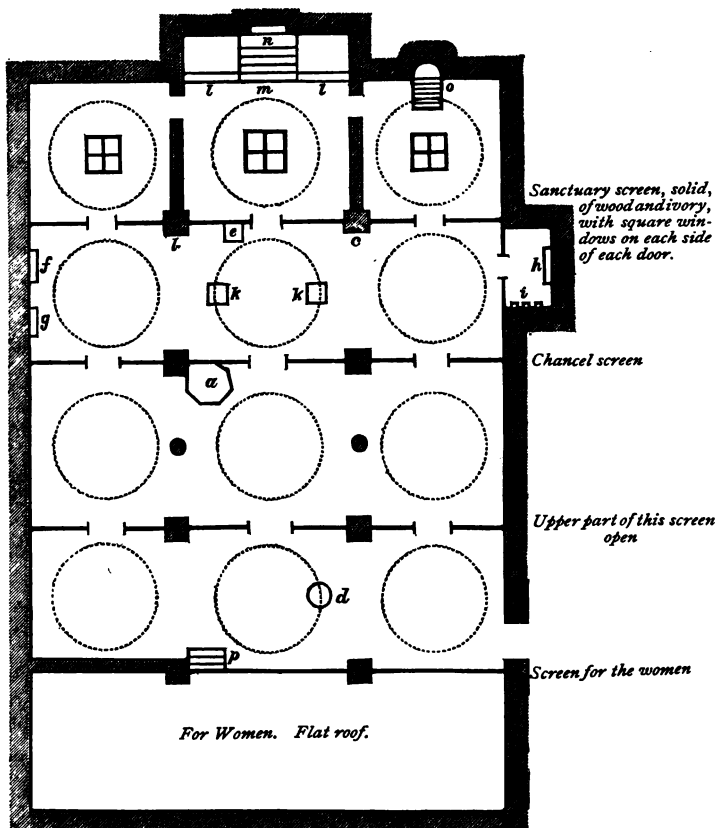 n
l m l
o
Sanctuary screen, solid,
of wood and ivory,
with square win-
dows on each side
of each door.
b e c
f
h
k k
i
g
Chancel screen
a
Upper part of this screen
open
d
p
Screen for the women
For Women. Flat roof.